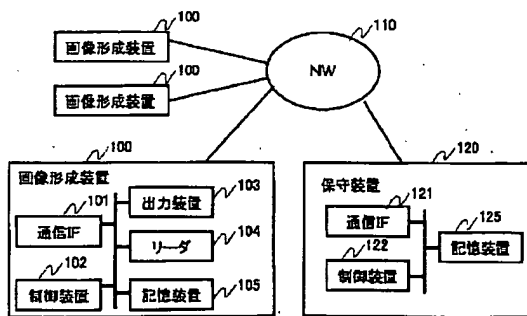 100
画像形成装置
100
画像形成装置
110
NW
100
画像形成装置
101
通信IF
102
制御装置
出力装置
103
リーダ
104
記憶装置
105
120
保守装置
121
通信IF
122
制御装置
125
記憶装置